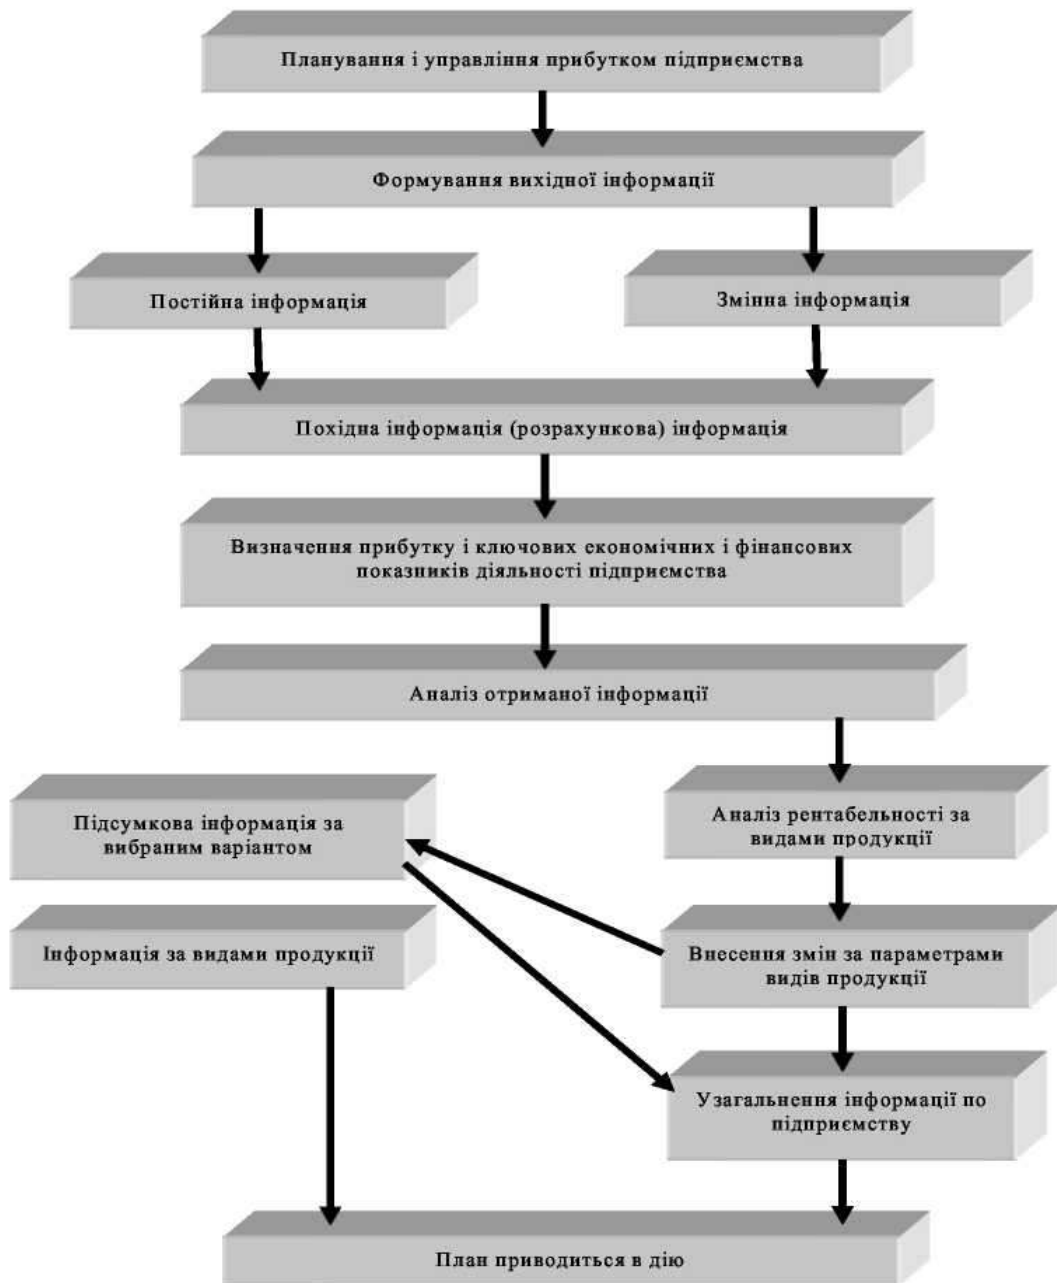 Планування і управління прибутком підприємства
Формування вихідної інформації
Постійна інформація
Змінна інформація
Похідна інформація (розрахункова) інформація
Визначення прибутку і ключових економічних і фінансових
показників діяльності підприємства
Аналіз отриманої інформації
Підсумкова інформація за
вибраним варіантом
Аналіз рентабельності за
видами продукції
Інформація за видами продукції
Внесення змін за параметрами
видів продукції
Узагальнення інформації по
підприємству
План приводиться в дію